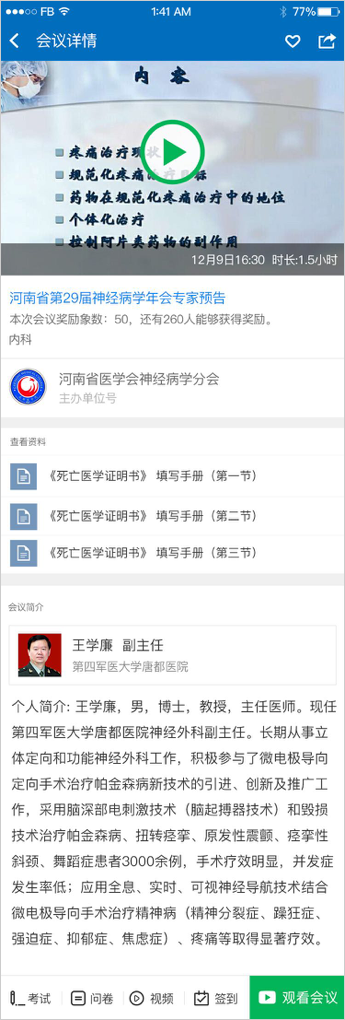 FB 1:41 AM 77%
会议详情
内 容
疼痛治疗现状
规范化疼痛治疗目标
药物在规范化疼痛治疗中的地位
个体化治疗
控制阿片类药物的副作用
12月9日16:30 时长:1.5小时
河南省第29届神经病学年会专家预告
本次会议奖励象数：50，还有260人能够获得奖励。
内科
河南省医学会神经病学分会
主办单位号
查看资料
《死亡医学证明书》 填写手册（第一节）
《死亡医学证明书》 填写手册（第二节）
《死亡医学证明书》 填写手册（第三节）
会议简介
王学廉 副主任
第四军医大学唐都医院
个人简介: 王学廉，男，博士，教授，主任医师。现任
第四军医大学唐都医院神经外科副主任。长期从事立
体定向和功能神经外科工作，积极参与了微电极导向
定向手术治疗帕金森病新技术的引进、创新及推广工
作，采用脑深部电刺激技术（脑起搏器技术）和毁损
技术治疗帕金森病、扭转痉挛、原发性震颤、痉挛性
斜颈、舞蹈症患者3000余例，手术疗效明显，并发症
发生率低；应用全息、实时、可视神经导航技术结合
微电极导向手术治疗精神病（精神分裂症、躁狂症、
强迫症、抑郁症、焦虑症）、疼痛等取得显著疗效。
考试 问卷 视频 签到 观看会议